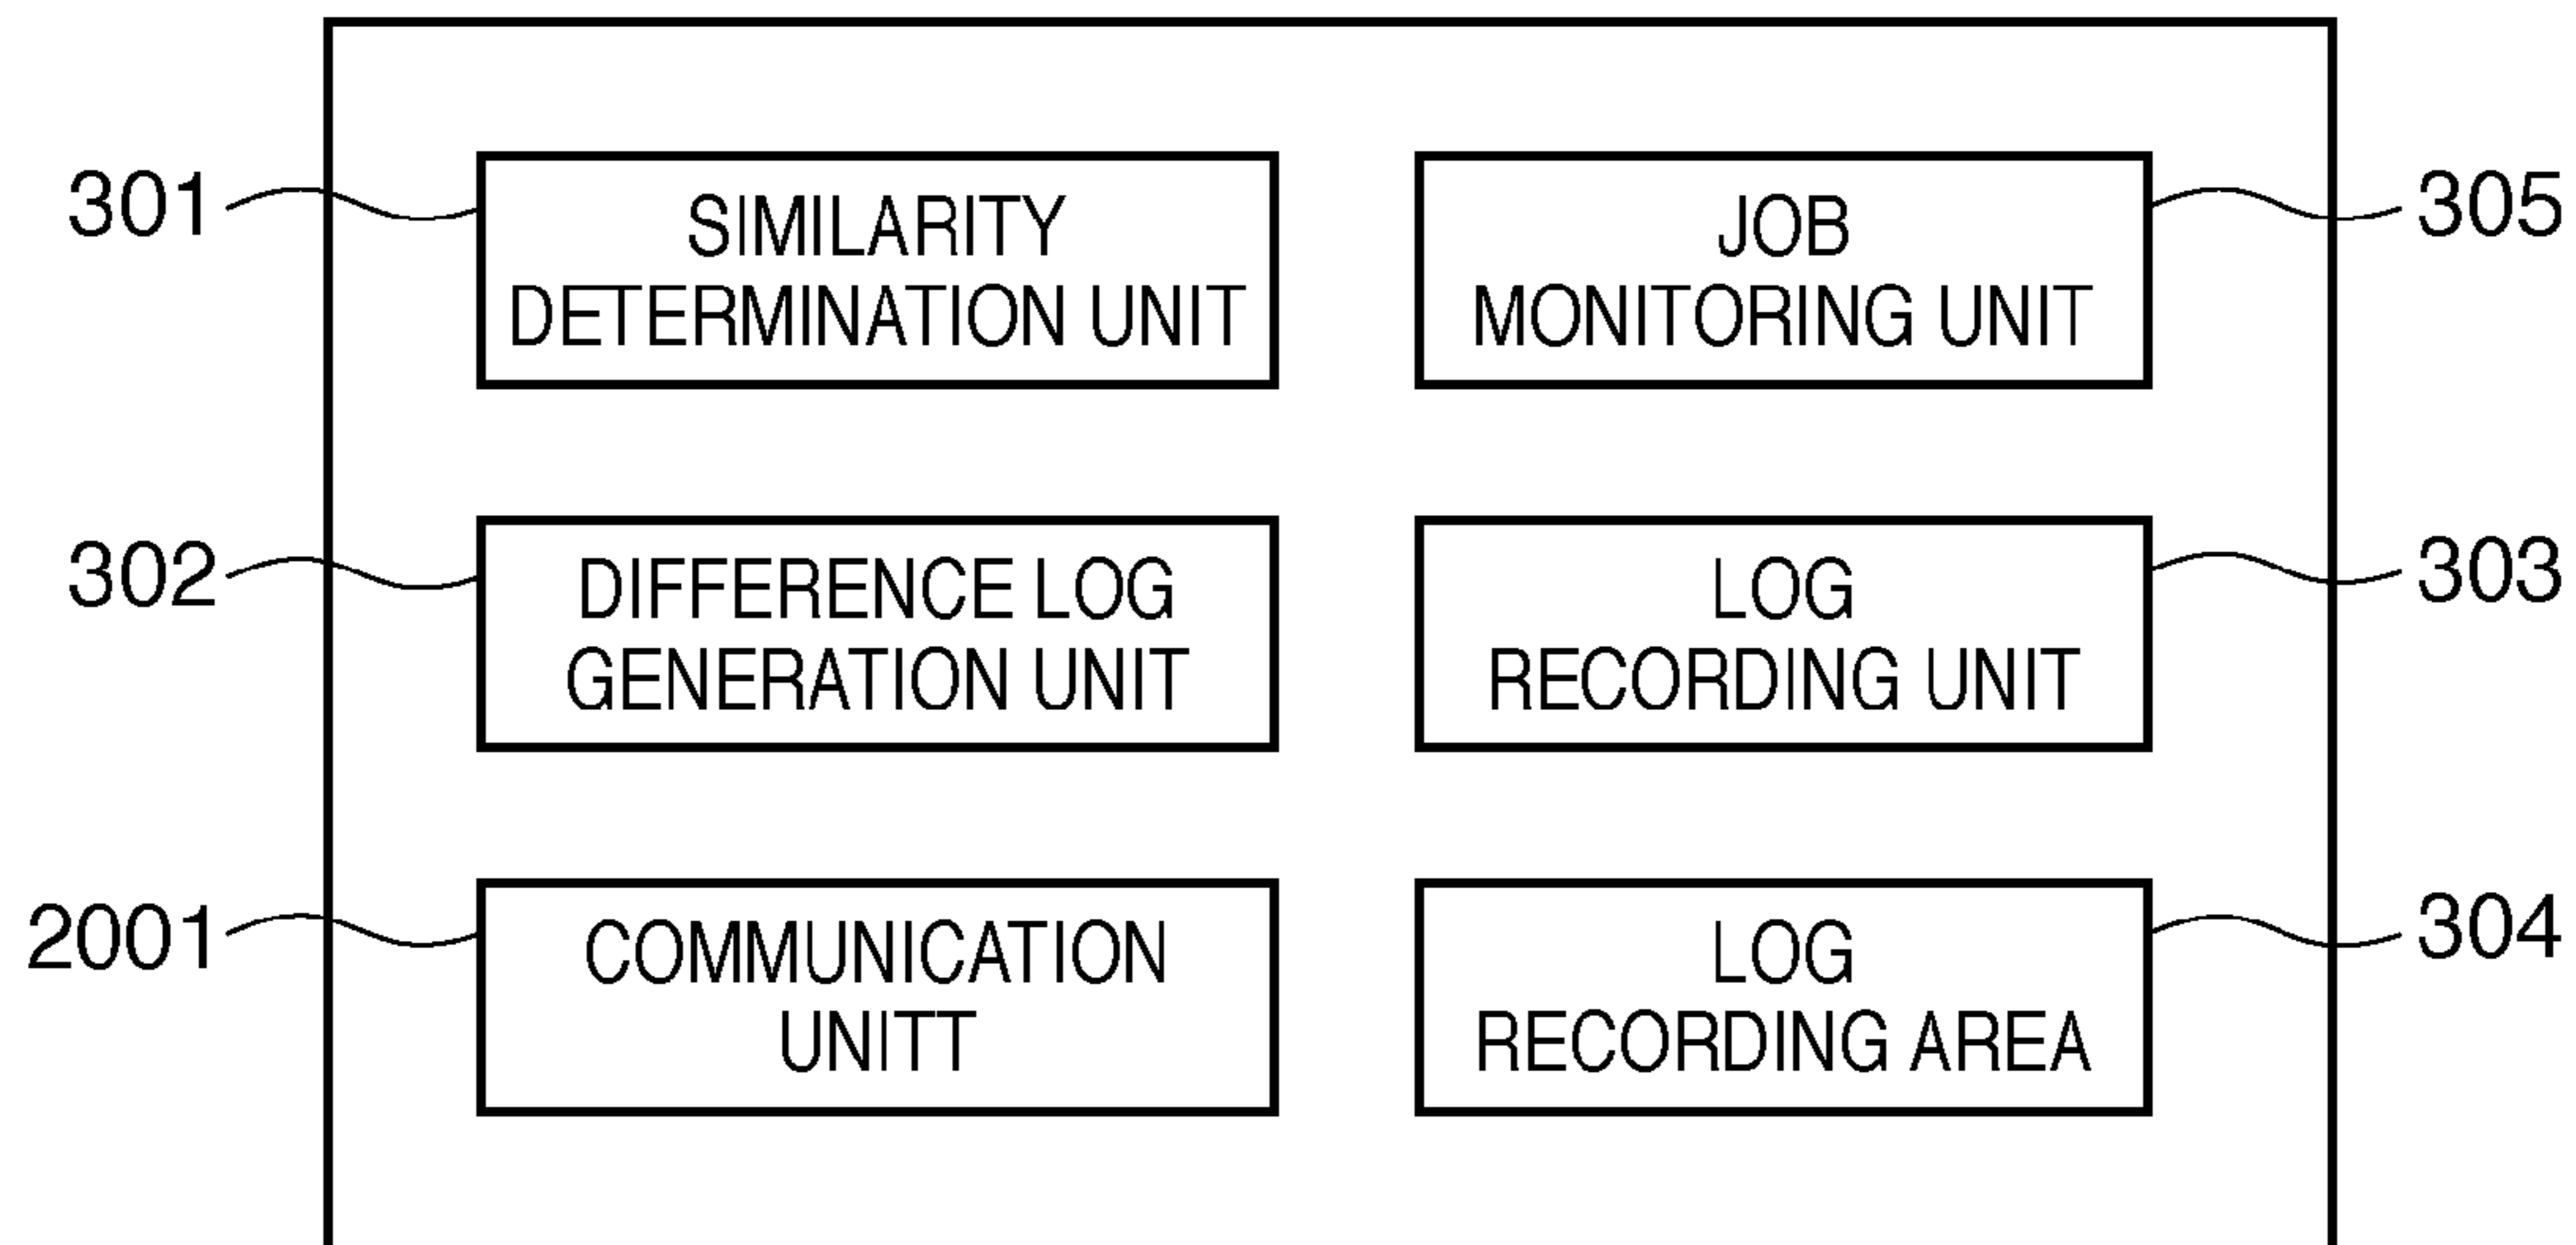 301
SIMILARITY
DETERMINATION UNIT
JOB
MONITORING UNIT
305
302
DIFFERENCE LOG
GENERATION UNIT
LOG
RECORDING UNIT
303
2001
COMMUNICATION
UNITT
LOG
RECORDING AREA
304